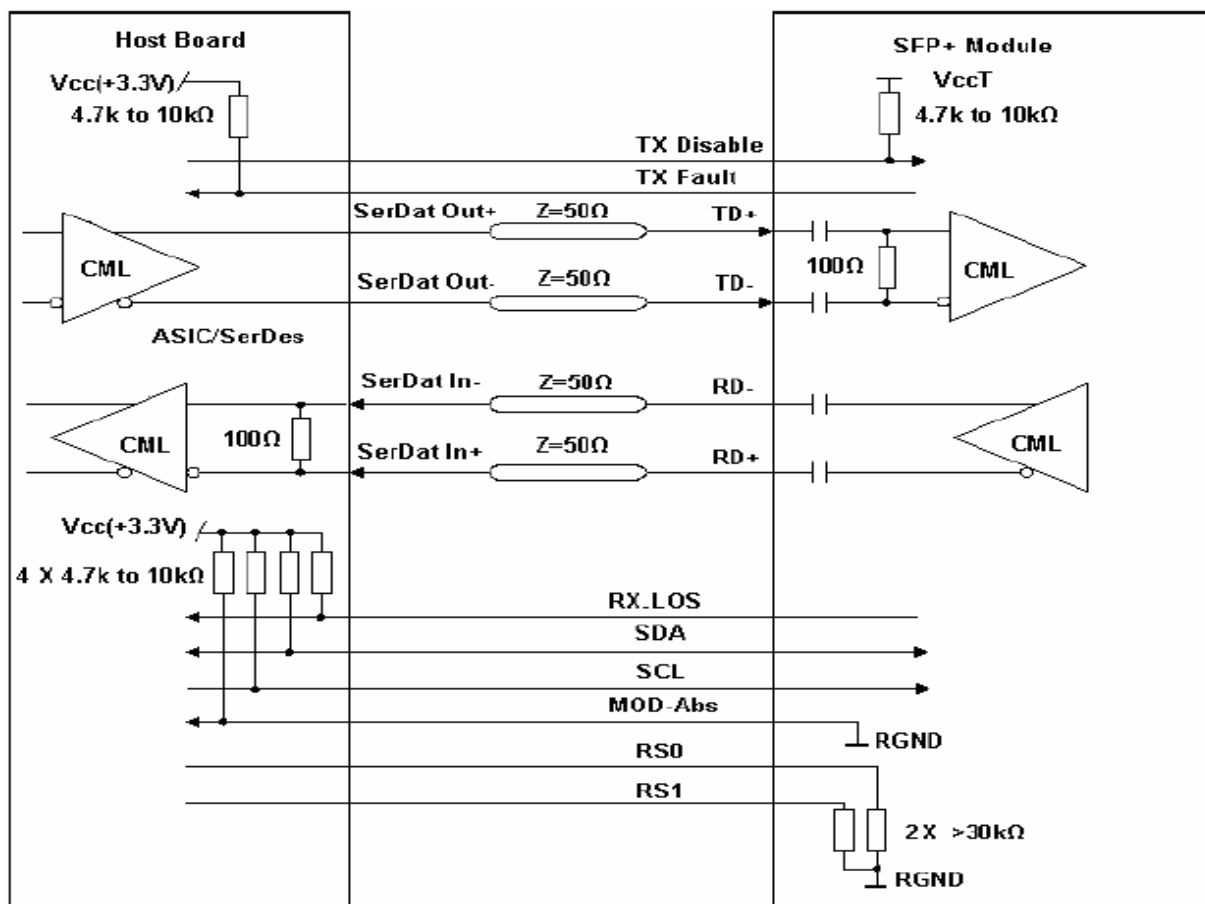 Host Board
SFP+ Module
Vcc(+3.3V)
4.7k to 10kΩ
VccT
4.7k to 10kΩ
TX Disable
TX Fault
SerDat Out+
Z=50Ω
TD+
CML
100Ω
CML
SerDat Out-
Z=50Ω
TD-
ASIC/SerDes
SerDat In-
Z=50Ω
RD-
CML
100Ω
CML
SerDat In+
Z=50Ω
RD+
Vcc(+3.3V)
4 X 4.7k to 10kΩ
RX_LOS
SDA
SCL
MOD-Abs
RGND
RS0
RS1
2X >30kΩ
RGND